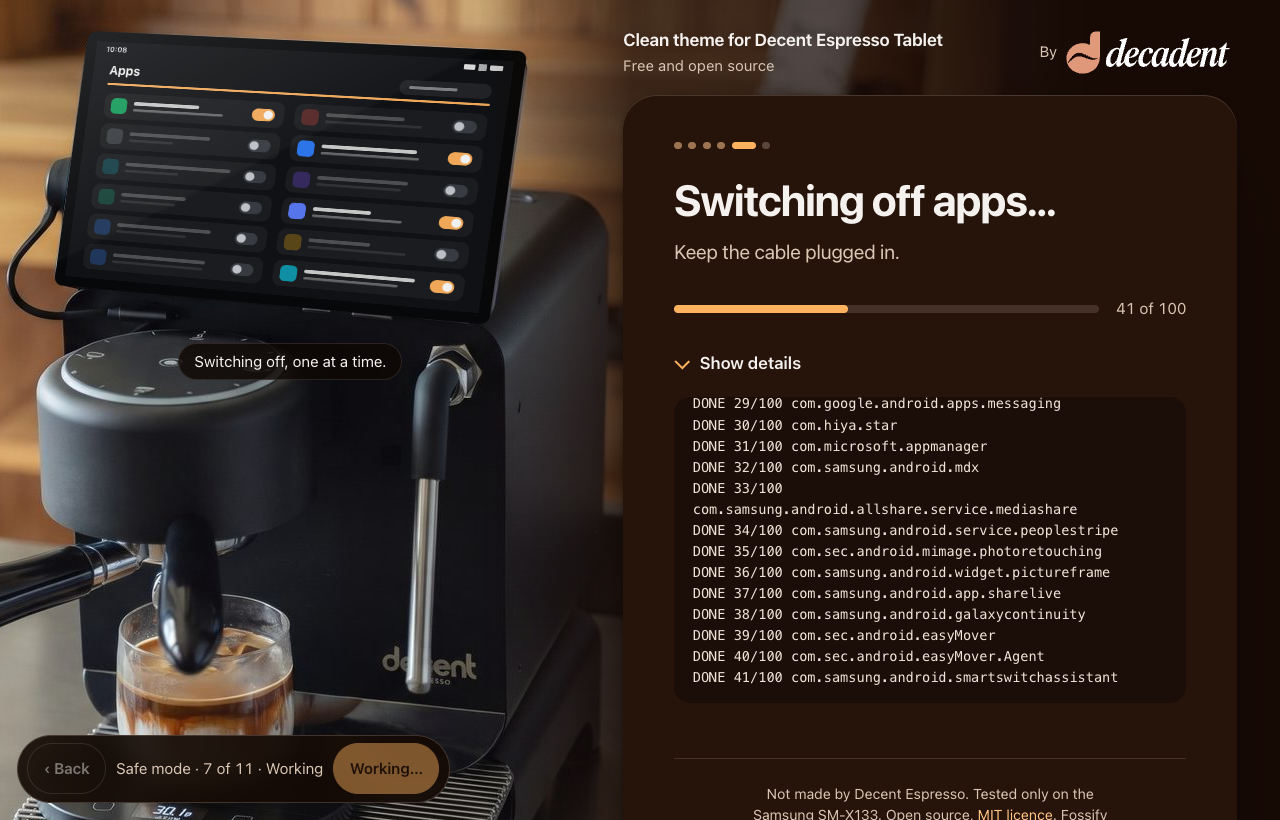 10:08
Apps
Switching off, one at a time.
‹ Back
Safe mode · 7 of 11 · Working
Working...
Clean theme for Decent Espresso Tablet
Free and open source
By decadent
Switching off apps...
Keep the cable plugged in.
41 of 100
Show details
DONE 29/100 com.google.android.apps.messaging
DONE 30/100 com.hiya.star
DONE 31/100 com.microsoft.appmanager
DONE 32/100 com.samsung.android.mdx
DONE 33/100
com.samsung.android.allshare.service.mediashare
DONE 34/100 com.samsung.android.service.peoplestripe
DONE 35/100 com.sec.android.mimage.photoretouching
DONE 36/100 com.samsung.android.widget.pictureframe
DONE 37/100 com.samsung.android.app.sharelive
DONE 38/100 com.samsung.android.galaxycontinuity
DONE 39/100 com.sec.android.easyMover
DONE 40/100 com.sec.android.easyMover.Agent
DONE 41/100 com.samsung.android.smartswitchassistant
Not made by Decent Espresso. Tested only on the
Samsung SM-X133. Open source, MIT licence. Fossify